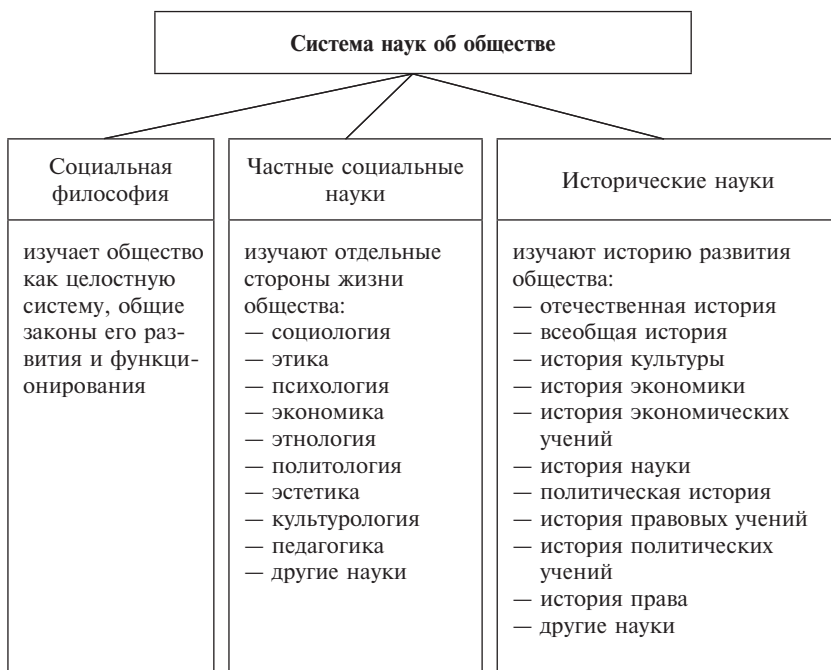 Система наук об обществе
Социальная
философия
изучает общество
как целостную
систему, общие
законы его раз-
вития и функци-
онирования
Частные социальные
науки
изучают отдельные
стороны жизни
общества:
— социология
— этика
— психология
— экономика
— этнология
— политология
— эстетика
— культурология
— педагогика
— другие науки
Исторические науки
изучают историю развития
общества:
— отечественная история
— всеобщая история
— история культуры
— история экономики
— история экономических
учений
— история науки
— политическая история
— история правовых учений
— история политических
учений
— история права
— другие науки